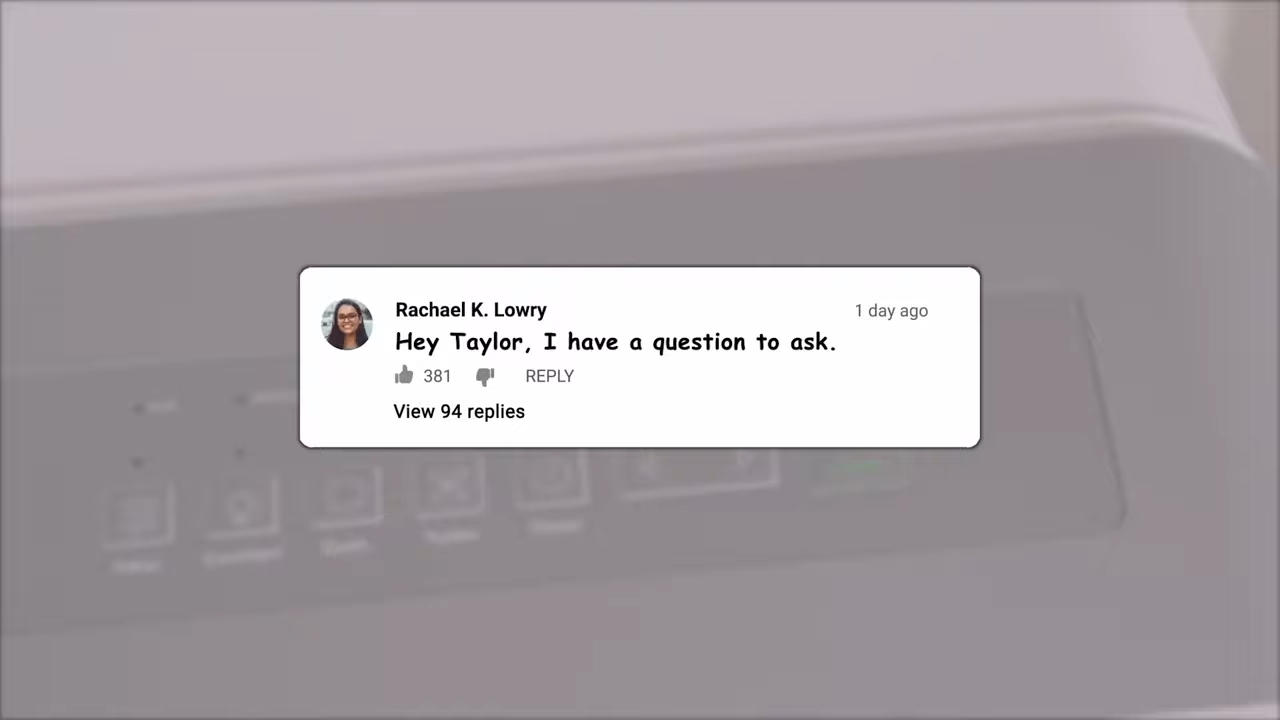 Rachael K. Lowry
1 day ago
Hey Taylor, I have a question to ask.
381
REPLY
View 94 replies